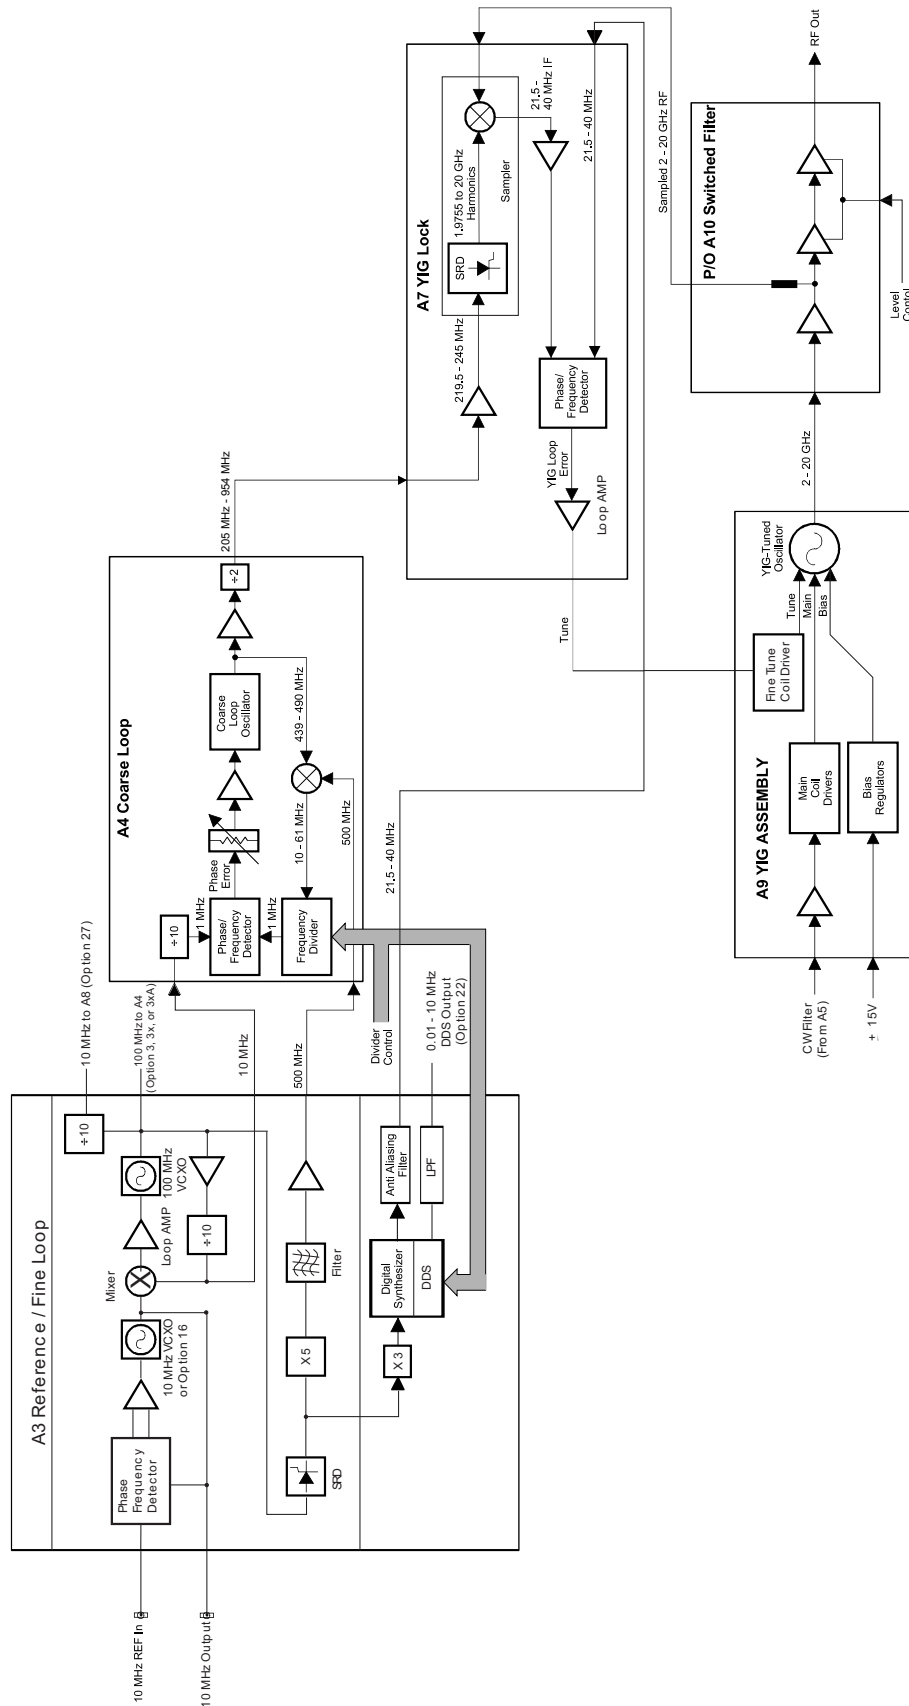 A3 Reference / Fine Loop
10 MHz REF In
10 MHz Output
Phase
Frequency
Detector
10 MHz VCXO
or Option 16
Mixer
Loop AMP
100 MHz
VCXO
÷10
÷10
10 MHz to A8 (Option 27)
100 MHz to A4
(Option 3, 3x, or 3xA)
10 MHz
SRD
X 5
Filter
500 MHz
X 3
Digital
Synthesizer
DDS
Anti Aliasing
Filter
LPF
21.5 - 40 MHz
0.01 - 10 MHz
DDS Output
(Option 22)
Divider
Control
A4 Coarse Loop
÷10
1 MHz
Phase/
Frequency
Detector
1 MHz
Frequency
Divider
Phase
Error
10 - 61 MHz
500 MHz
Coarse
Loop
Oscillator
439 - 490 MHz
÷2
205 MHz - 954 MHz
A7 YIG Lock
219.5 - 245 MHz
SRD
1.9755 to 20 GHz
Harmonics
Sampler
21.5 -
40 MHz IF
21.5 - 40 MHz
Phase/
Frequency
Detector
YIG Loop
Error
Loop AMP
Tune
Sampled 2 - 20 GHz RF
A9 YIG ASSEMBLY
CW Filter
(From A5)
± 15V
Main
Coil
Drivers
Bias
Regulators
Fine Tune
Coil Driver
Tune
Main
Bias
YIG-Tuned
Oscillator
2 - 20 GHz
P/O A10 Switched Filter
Level
Contol
RF Out